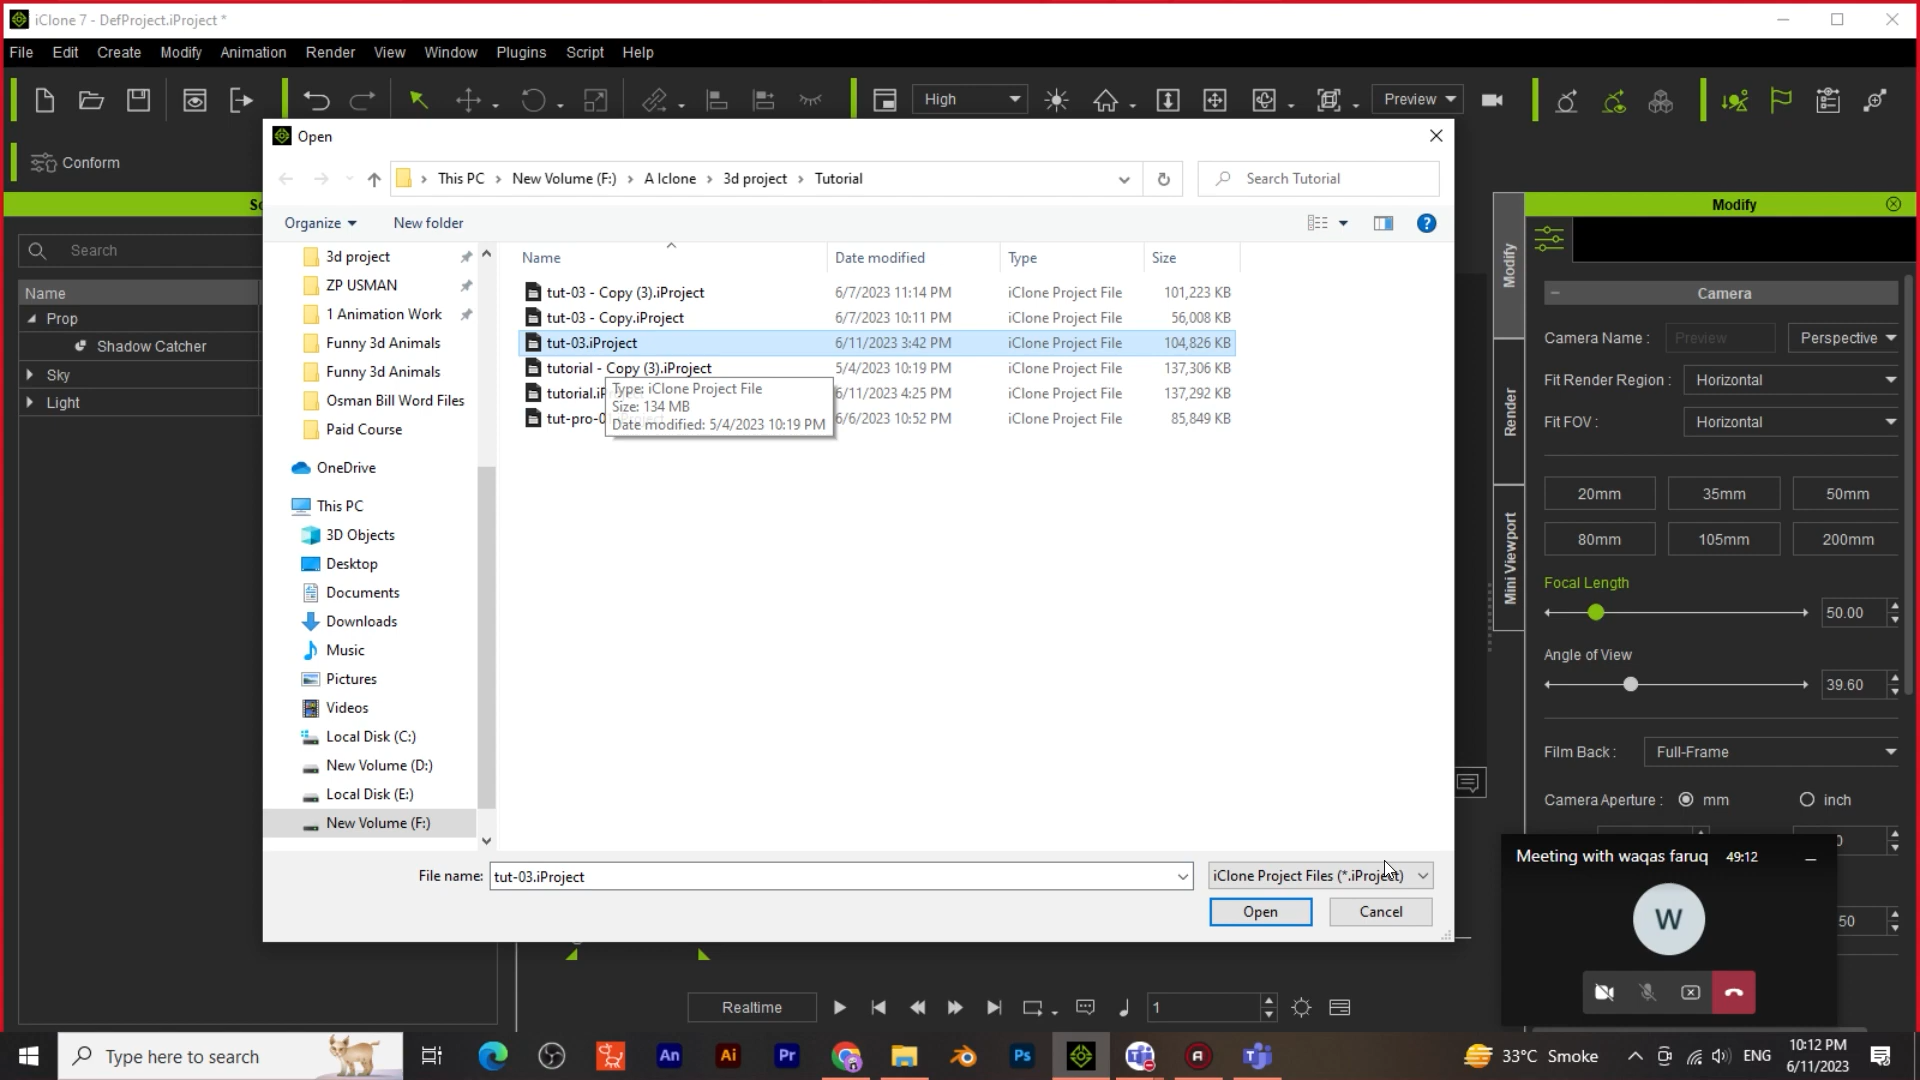 iClone 7 - DefProject.iProject *
File Edit Create Modify Animation Render View Window Plugins Script Help
High
Preview
Conform
Open
This PC › New Volume (F:) › A Iclone › 3d project › Tutorial
Search Tutorial
Organize
New folder
Search
Name
Prop
Shadow Catcher
Sky
Light
3d project
ZP USMAN
1 Animation Work
Funny 3d Animals
Funny 3d Animals
Osman Bill Word Files
Paid Course
OneDrive
This PC
3D Objects
Desktop
Documents
Downloads
Music
Pictures
Videos
Local Disk (C:)
New Volume (D:)
Local Disk (E:)
New Volume (F:)
Name Date modified Type Size
tut-03 - Copy (3).iProject 6/7/2023 11:14 PM iClone Project File 101,223 KB
tut-03 - Copy.iProject 6/7/2023 10:11 PM iClone Project File 56,008 KB
tut-03.iProject 6/11/2023 3:42 PM iClone Project File 104,826 KB
tutorial - Copy (3).iProject 5/4/2023 10:19 PM iClone Project File 137,306 KB
6/11/2023 4:25 PM iClone Project File 137,292 KB
6/6/2023 10:52 PM iClone Project File 85,849 KB
Type: iClone Project File
Size: 134 MB
Date modified: 5/4/2023 10:19 PM
File name: tut-03.iProject
iClone Project Files (*.iProject)
Open
Cancel
Modify
Modify
Render
Mini Viewport
Camera
Camera Name : Preview Perspective
Fit Render Region : Horizontal
Fit FOV : Horizontal
20mm 35mm 50mm
80mm 105mm 200mm
Focal Length
50.00
Angle of View
39.60
Film Back : Full-Frame
Camera Aperture : mm inch
0
50
Meeting with waqas faruq 49:12
W
Realtime
1
Type here to search
An
Ai
Pr
Ps
33°C Smoke
ENG
10:12 PM
6/11/2023